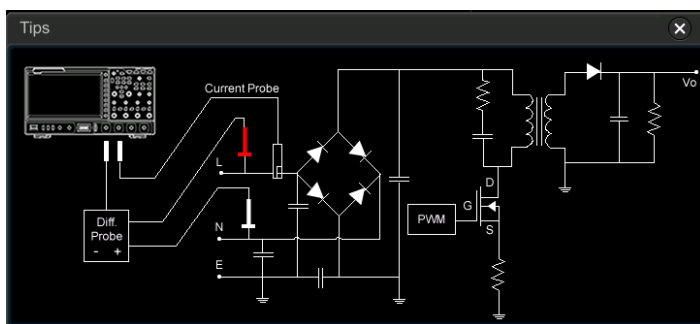 Tips
Current Probe
Vo
L
D
G
PWM
S
Diff.
Probe
- +
N
E